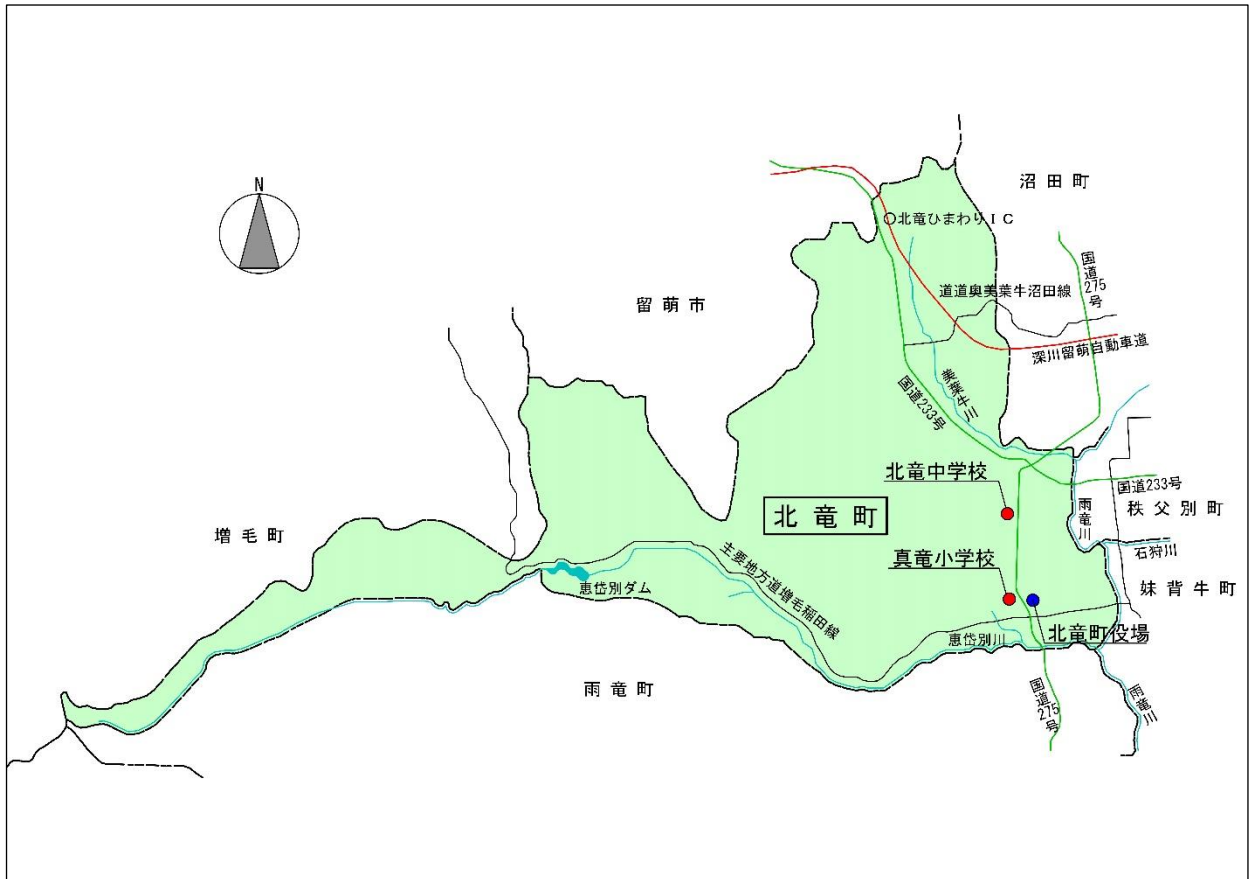 N
沼田町
北竜ひまわりIC
国道275号
道道奥美葉牛沼田線
留萌市
深川留萌自動車道
美葉牛川
国道233号
北竜中学校
国道233号
北竜町
雨竜川
秩父別町
増毛町
石狩川
主要地方道増毛稲田線
真竜小学校
恵岱別ダム
妹背牛町
北竜町役場
恵岱別川
雨竜町
国道275号
雨竜川